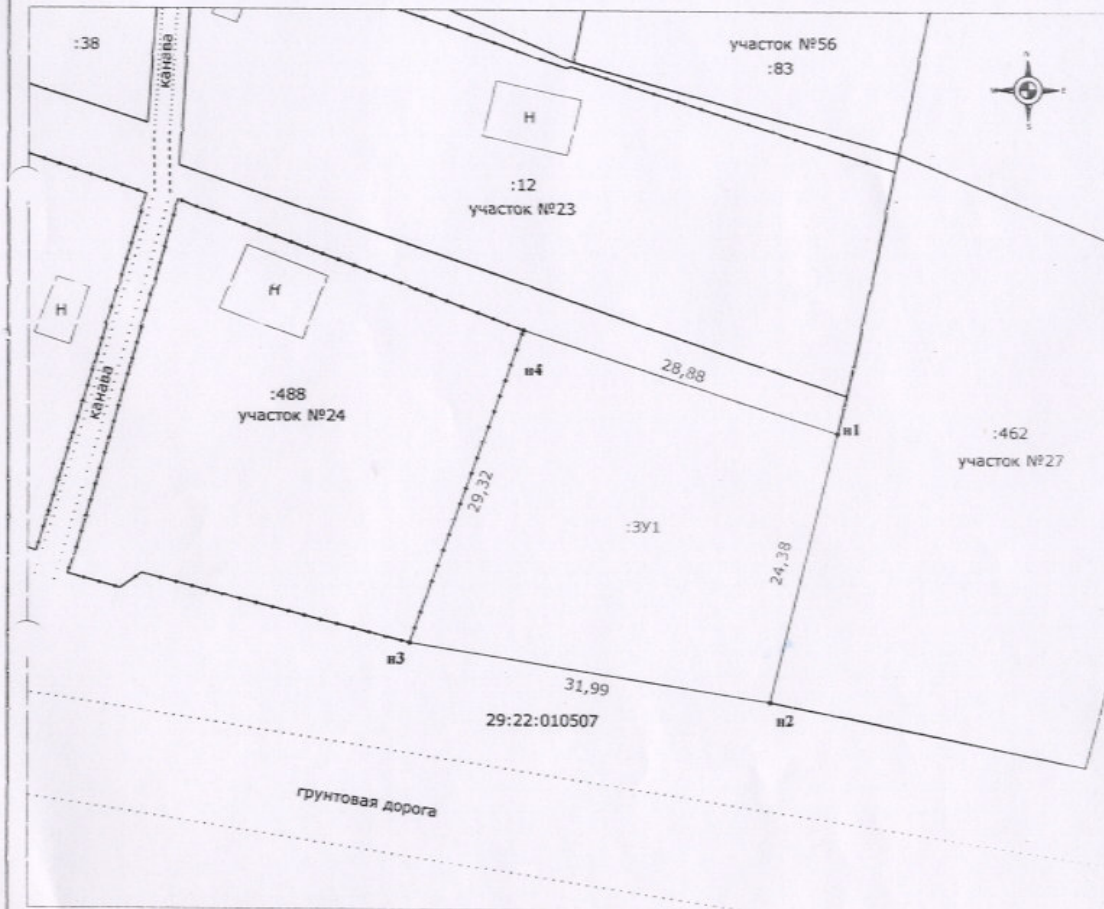 :38
канава
участок №56
:83
Н
:12
участок №23
Н
Н
н4
28,88
н1
:488
участок №24
канава
:462
участок №27
29,32
:ЗУ1
24,38
н3
31,99
29:22:010507
н2
грунтовая дорога